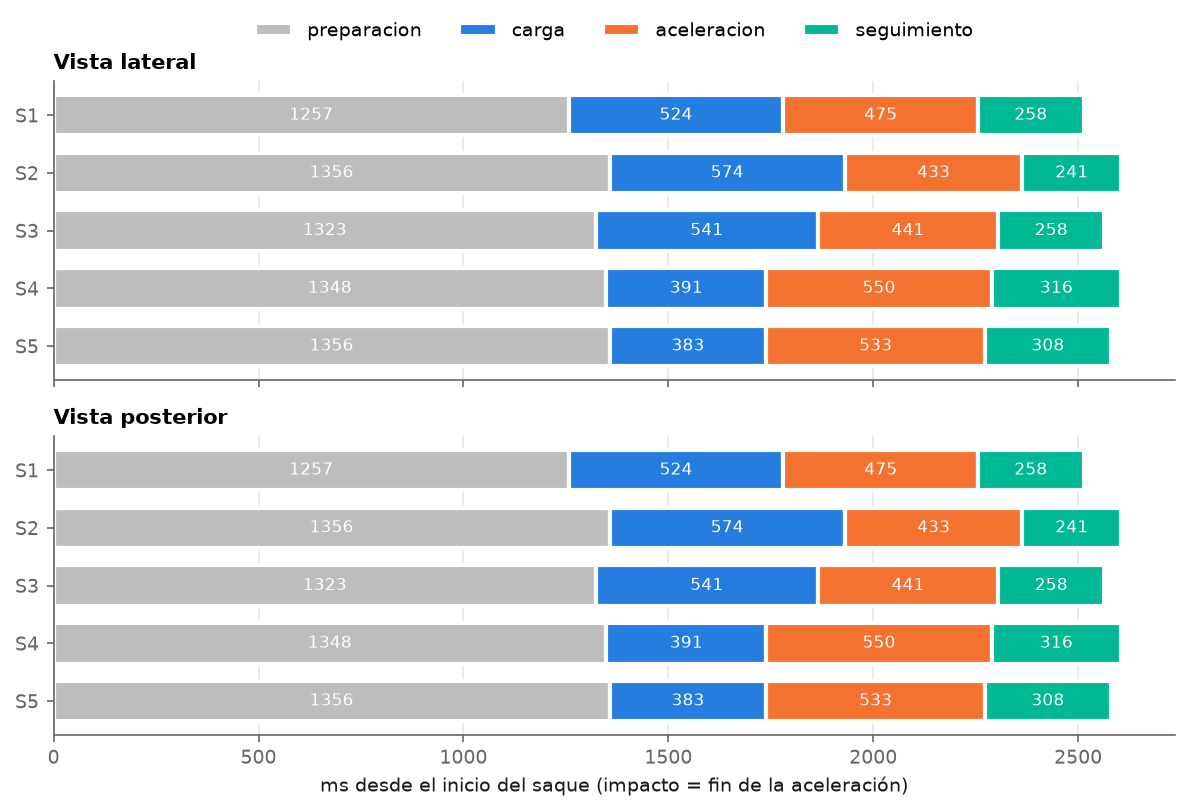 preparacion carga aceleracion seguimiento
Vista lateral
S1 1257 524 475 258
S2 1356 574 433 241
S3 1323 541 441 258
S4 1348 391 550 316
S5 1356 383 533 308
Vista posterior
S1 1257 524 475 258
S2 1356 574 433 241
S3 1323 541 441 258
S4 1348 391 550 316
S5 1356 383 533 308
0 500 1000 1500 2000 2500
ms desde el inicio del saque (impacto = fin de la aceleración)